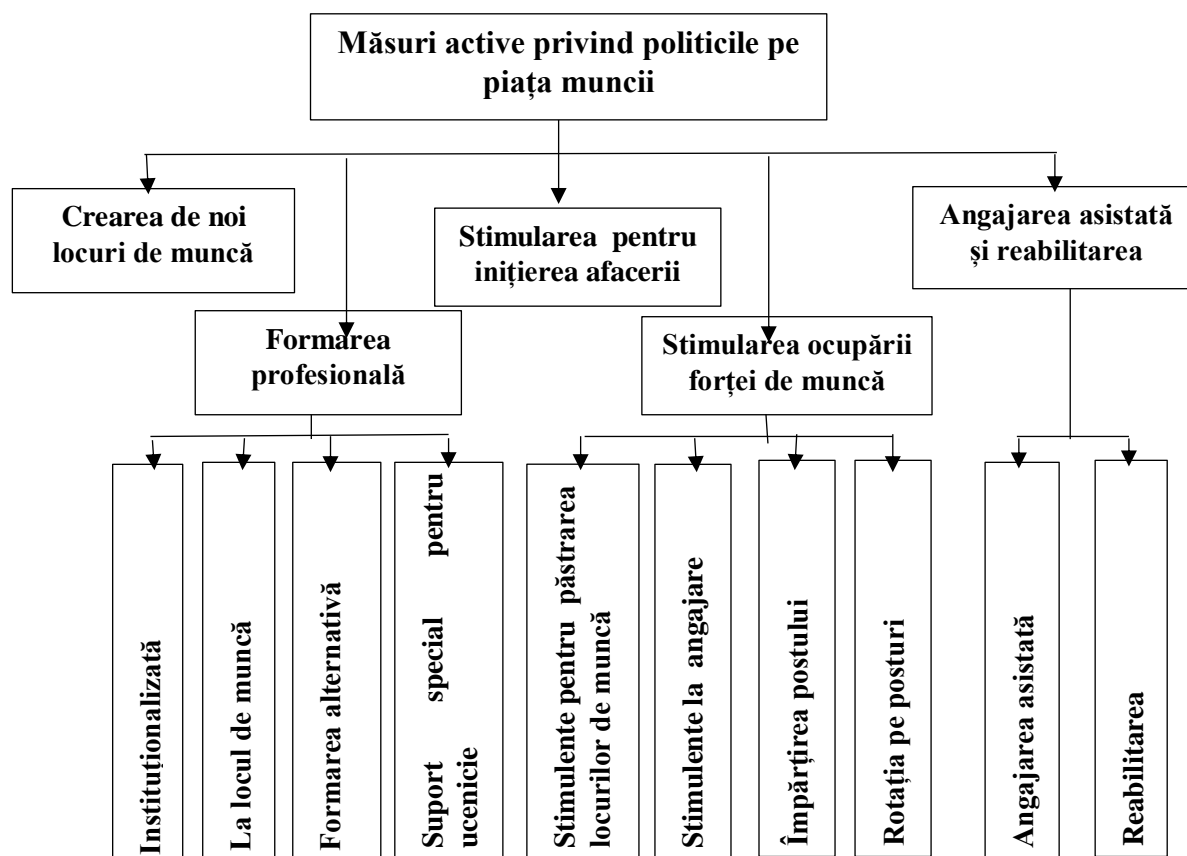 Măsuri active privind politicile pe
piața muncii
Crearea de noi
locuri de muncă
Stimularea pentru
inițierea afacerii
Angajarea asistată
și reabilitarea
Formarea
profesională
Stimularea ocupării
forței de muncă
Instituționalizată
La locul de muncă
Formarea alternativă
Suport special pentru
ucenicie
Stimulente pentru păstrarea
locurilor de muncă
Stimulente la angajare
Împărțirea postului
Rotația pe posturi
Angajarea asistată
Reabilitarea